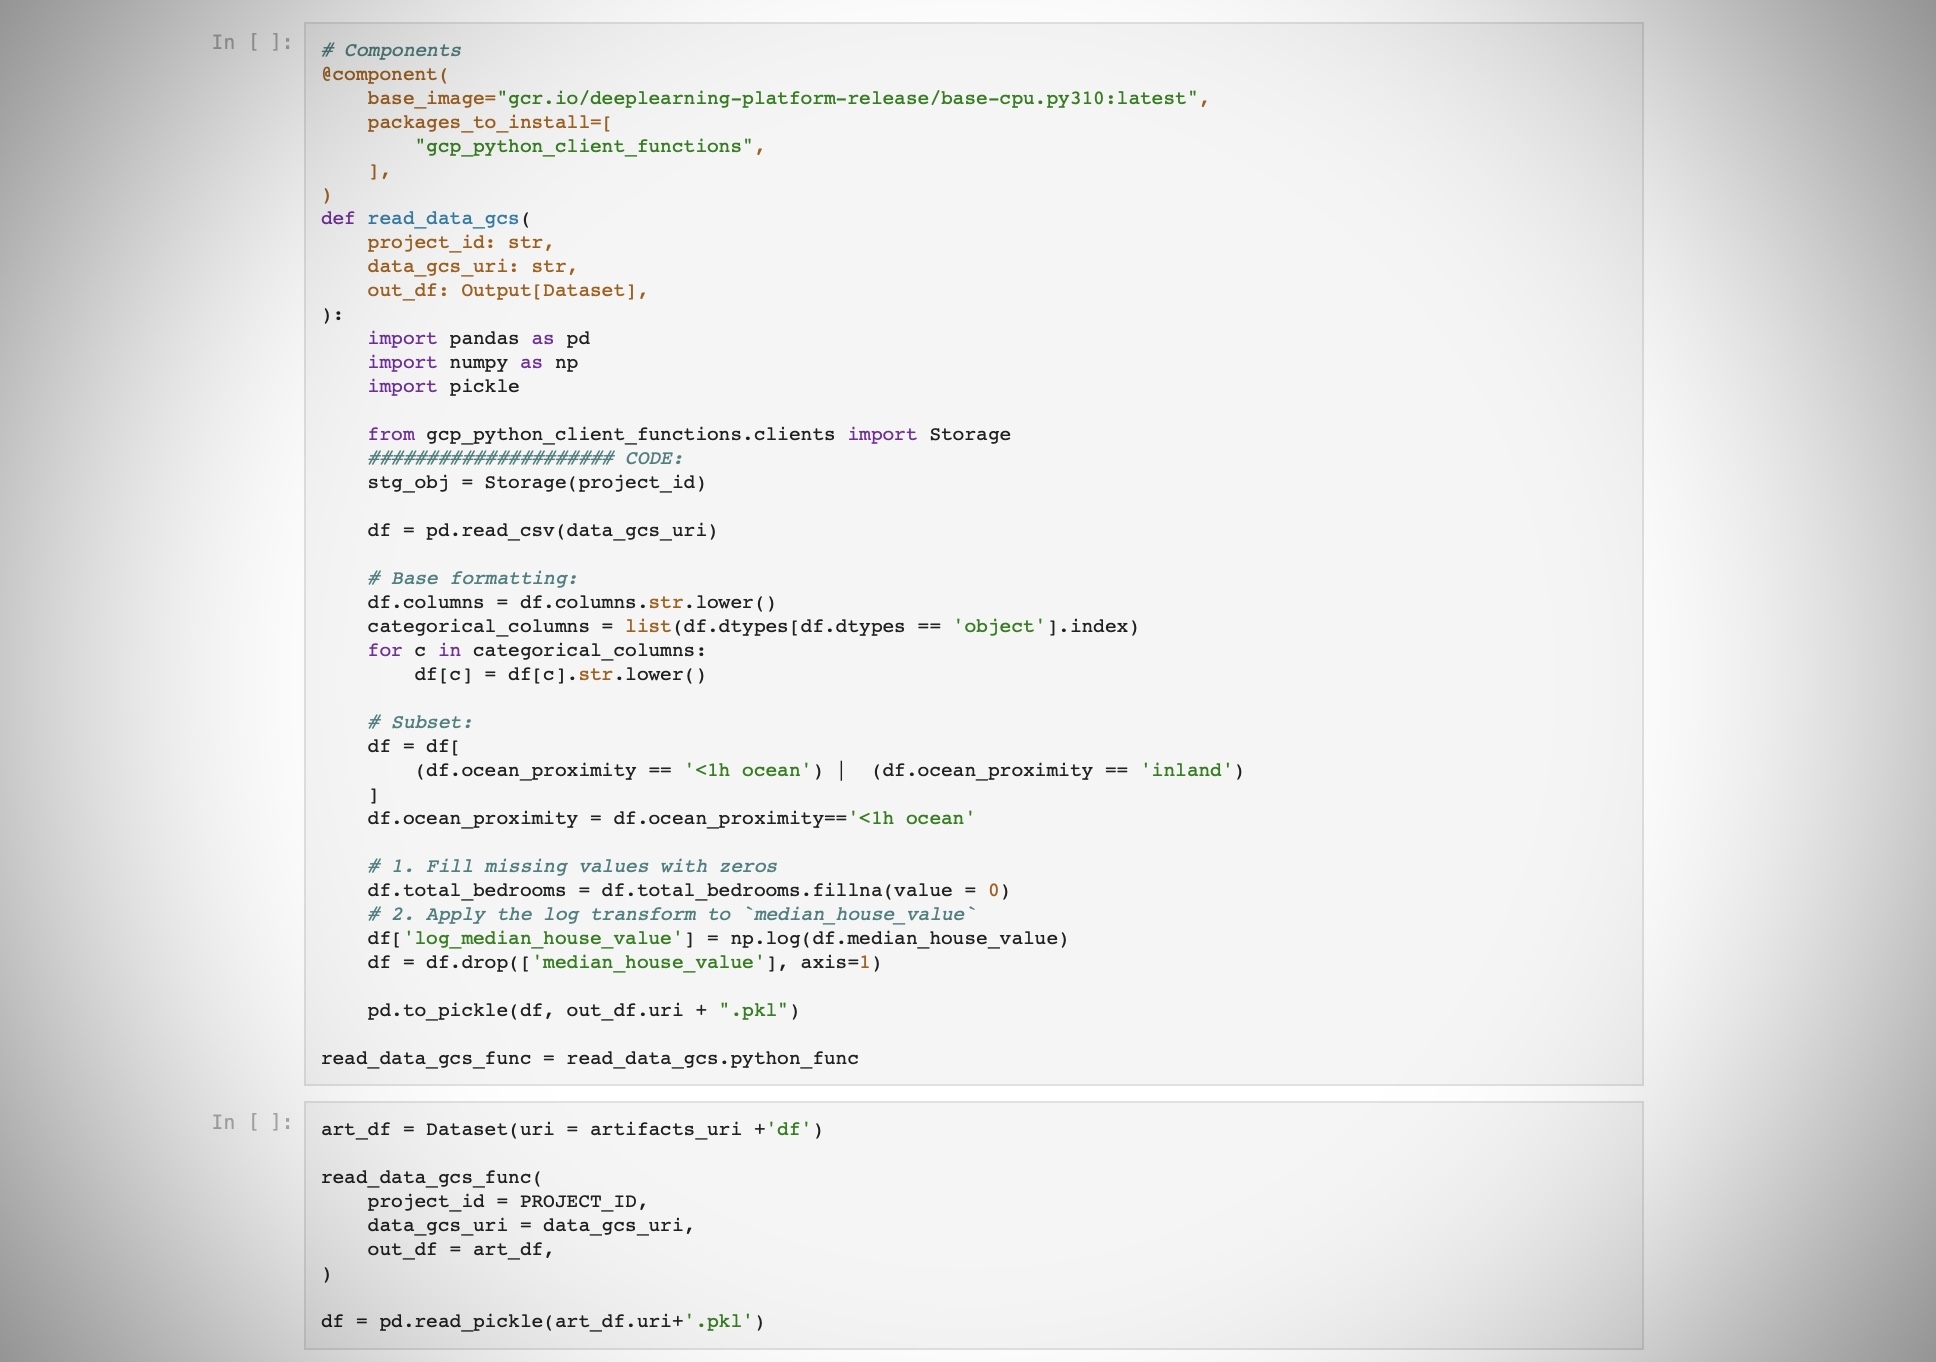 In [ ]:
# Components
@component(
    base_image="gcr.io/deeplearning-platform-release/base-cpu.py310:latest",
    packages_to_install=[
        "gcp_python_client_functions",
    ],
)
def read_data_gcs(
    project_id: str,
    data_gcs_uri: str,
    out_df: Output[Dataset],
):
    import pandas as pd
    import numpy as np
    import pickle

    from gcp_python_client_functions.clients import Storage
    ##################### CODE:
    stg_obj = Storage(project_id)

    df = pd.read_csv(data_gcs_uri)

    # Base formatting:
    df.columns = df.columns.str.lower()
    categorical_columns = list(df.dtypes[df.dtypes == 'object'].index)
    for c in categorical_columns:
        df[c] = df[c].str.lower()

    # Subset:
    df = df[
        (df.ocean_proximity == '<1h ocean') |  (df.ocean_proximity == 'inland')
    ]
    df.ocean_proximity = df.ocean_proximity=='<1h ocean'

    # 1. Fill missing values with zeros
    df.total_bedrooms = df.total_bedrooms.fillna(value = 0)
    # 2. Apply the log transform to `median_house_value`
    df['log_median_house_value'] = np.log(df.median_house_value)
    df = df.drop(['median_house_value'], axis=1)

    pd.to_pickle(df, out_df.uri + ".pkl")

read_data_gcs_func = read_data_gcs.python_func
In [ ]:
art_df = Dataset(uri = artifacts_uri +'df')

read_data_gcs_func(
    project_id = PROJECT_ID,
    data_gcs_uri = data_gcs_uri,
    out_df = art_df,
)

df = pd.read_pickle(art_df.uri+'.pkl')